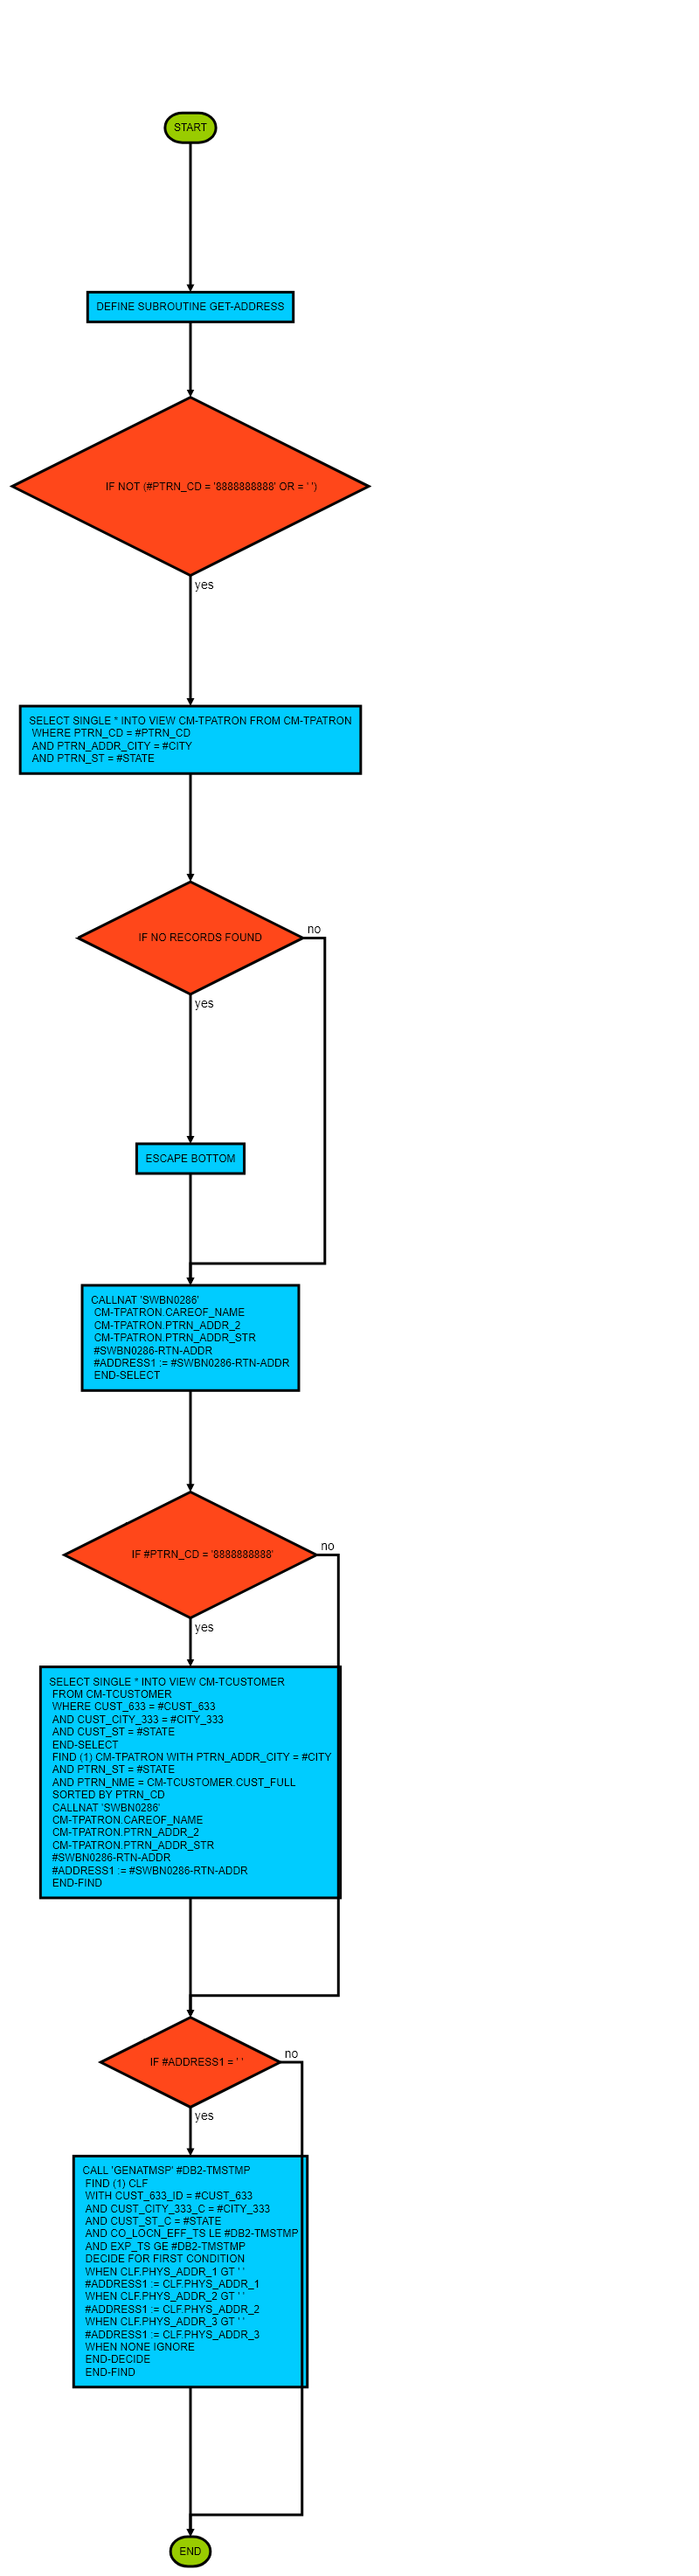 START
DEFINE SUBROUTINE GET-ADDRESS
IF NOT (#PTRN_CD = '8888888888' OR = ' ')
yes
SELECT SINGLE * INTO VIEW CM-TPATRON FROM CM-TPATRON
WHERE PTRN_CD = #PTRN_CD
AND PTRN_ADDR_CITY = #CITY
AND PTRN_ST = #STATE
IF NO RECORDS FOUND
no
yes
ESCAPE BOTTOM
CALLNAT 'SWBN0286'
CM-TPATRON.CAREOF_NAME
CM-TPATRON.PTRN_ADDR_2
CM-TPATRON.PTRN_ADDR_STR
#SWBN0286-RTN-ADDR
#ADDRESS1 := #SWBN0286-RTN-ADDR
END-SELECT
IF #PTRN_CD = '8888888888'
no
yes
SELECT SINGLE * INTO VIEW CM-TCUSTOMER
FROM CM-TCUSTOMER
WHERE CUST_633 = #CUST_633
AND CUST_CITY_333 = #CITY_333
AND CUST_ST = #STATE
END-SELECT
FIND (1) CM-TPATRON WITH PTRN_ADDR_CITY = #CITY
AND PTRN_ST = #STATE
AND PTRN_NME = CM-TCUSTOMER.CUST_FULL
SORTED BY PTRN_CD
CALLNAT 'SWBN0286'
CM-TPATRON.CAREOF_NAME
CM-TPATRON.PTRN_ADDR_2
CM-TPATRON.PTRN_ADDR_STR
#SWBN0286-RTN-ADDR
#ADDRESS1 := #SWBN0286-RTN-ADDR
END-FIND
IF #ADDRESS1 = ' '
no
yes
CALL 'GENATMSP' #DB2-TMSTMP
FIND (1) CLF
WITH CUST_633_ID = #CUST_633
AND CUST_CITY_333_C = #CITY_333
AND CUST_ST_C = #STATE
AND CO_LOCN_EFF_TS LE #DB2-TMSTMP
AND EXP_TS GE #DB2-TMSTMP
DECIDE FOR FIRST CONDITION
WHEN CLF.PHYS_ADDR_1 GT ' '
#ADDRESS1 := CLF.PHYS_ADDR_1
WHEN CLF.PHYS_ADDR_2 GT ' '
#ADDRESS1 := CLF.PHYS_ADDR_2
WHEN CLF.PHYS_ADDR_3 GT ' '
#ADDRESS1 := CLF.PHYS_ADDR_3
WHEN NONE IGNORE
END-DECIDE
END-FIND
END